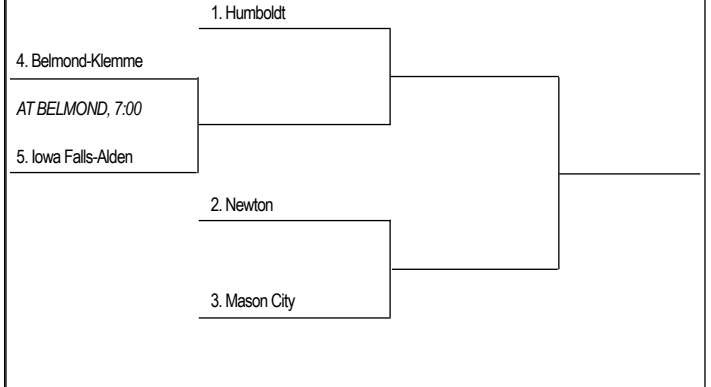 1. Humboldt
4. Belmond-Klemme
AT BELMOND, 7:00
5. Iowa Falls-Alden
2. Newton
3. Mason City